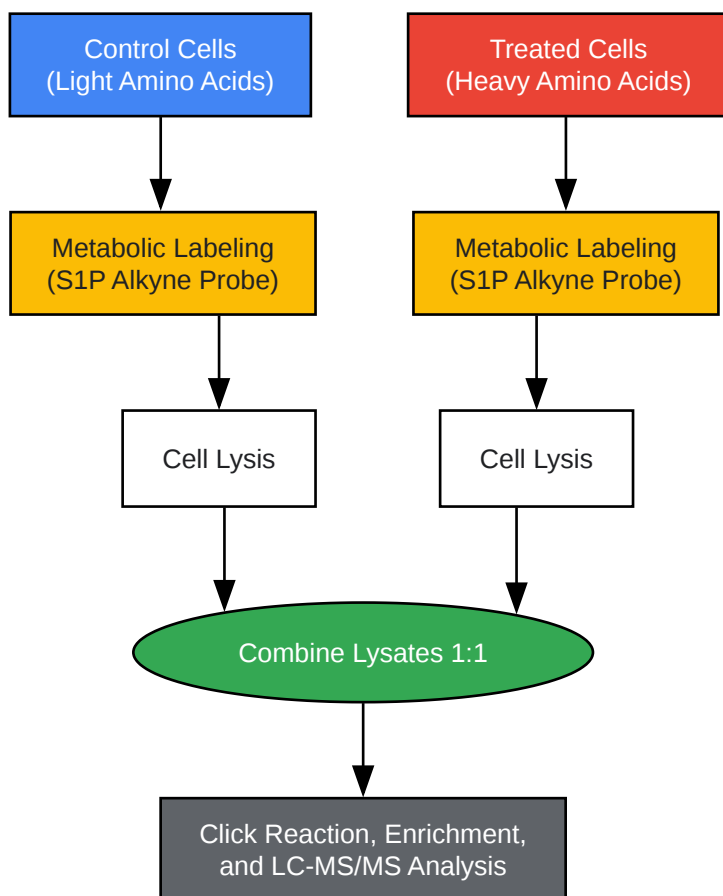 Control Cells
(Light Amino Acids)
Treated Cells
(Heavy Amino Acids)
Metabolic Labeling
(S1P Alkyne Probe)
Metabolic Labeling
(S1P Alkyne Probe)
Cell Lysis
Cell Lysis
Combine Lysates 1:1
Click Reaction, Enrichment,
and LC-MS/MS Analysis